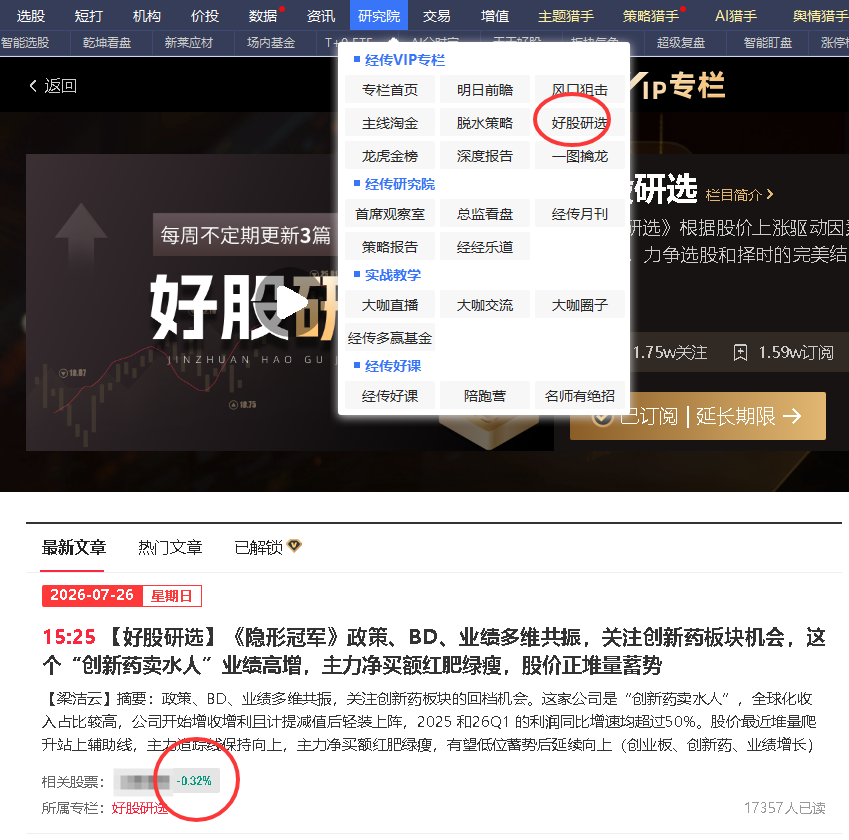 选股 短打 机构 价投 数据 资讯 研究院 交易 增值 主题猎手 策略猎手 AI猎手 舆情猎手
智能选股 乾坤看盘 新莱应材 场内基金 超级复盘 智能盯盘
经传VIP专栏
返回
专栏首页 明日前瞻 风口狙击
VIP专栏
主线淘金 脱水策略 好股研选
龙虎金榜 深度报告 一图擒龙
经传研究院
研选 栏目简介
首席观察室 总监看盘 经传月刊
每周不定期更新3篇
研选》根据股价上涨驱动因
策略报告 经经乐道
力争选股和择时的完美结
实战教学
好股研
大咖直播 大咖交流 大咖圈子
经传多赢基金
JINZHUAN HAO GU
1.75w关注 1.59w订阅
经传好课
10.87
经传好课 陪跑营 名师有绝招
10.75
已订阅 | 延长期限
最新文章 热门文章 已解锁
2026-07-26 星期日
15:25 【好股研选】《隐形冠军》政策、BD、业绩多维共振，关注创新药板块机会，这
个“创新药卖水人”业绩高增，主力净买额红肥绿瘦，股价正堆量蓄势
【梁洁云】摘要：政策、BD、业绩多维共振，关注创新药板块的回档机会。这家公司是“创新药卖水人”，全球化收
入占比较高，公司开始增收增利且计提减值后轻装上阵，2025 和26Q1 的利润同比增速均超过50%。股价最近堆量爬
升站上辅助线，主力追踪线保持向上，主力净买额红肥绿瘦，有望低位蓄势后延续向上（创业板、创新药、业绩增长）
相关股票： -0.32%
所属专栏：好股研选
17357人已读